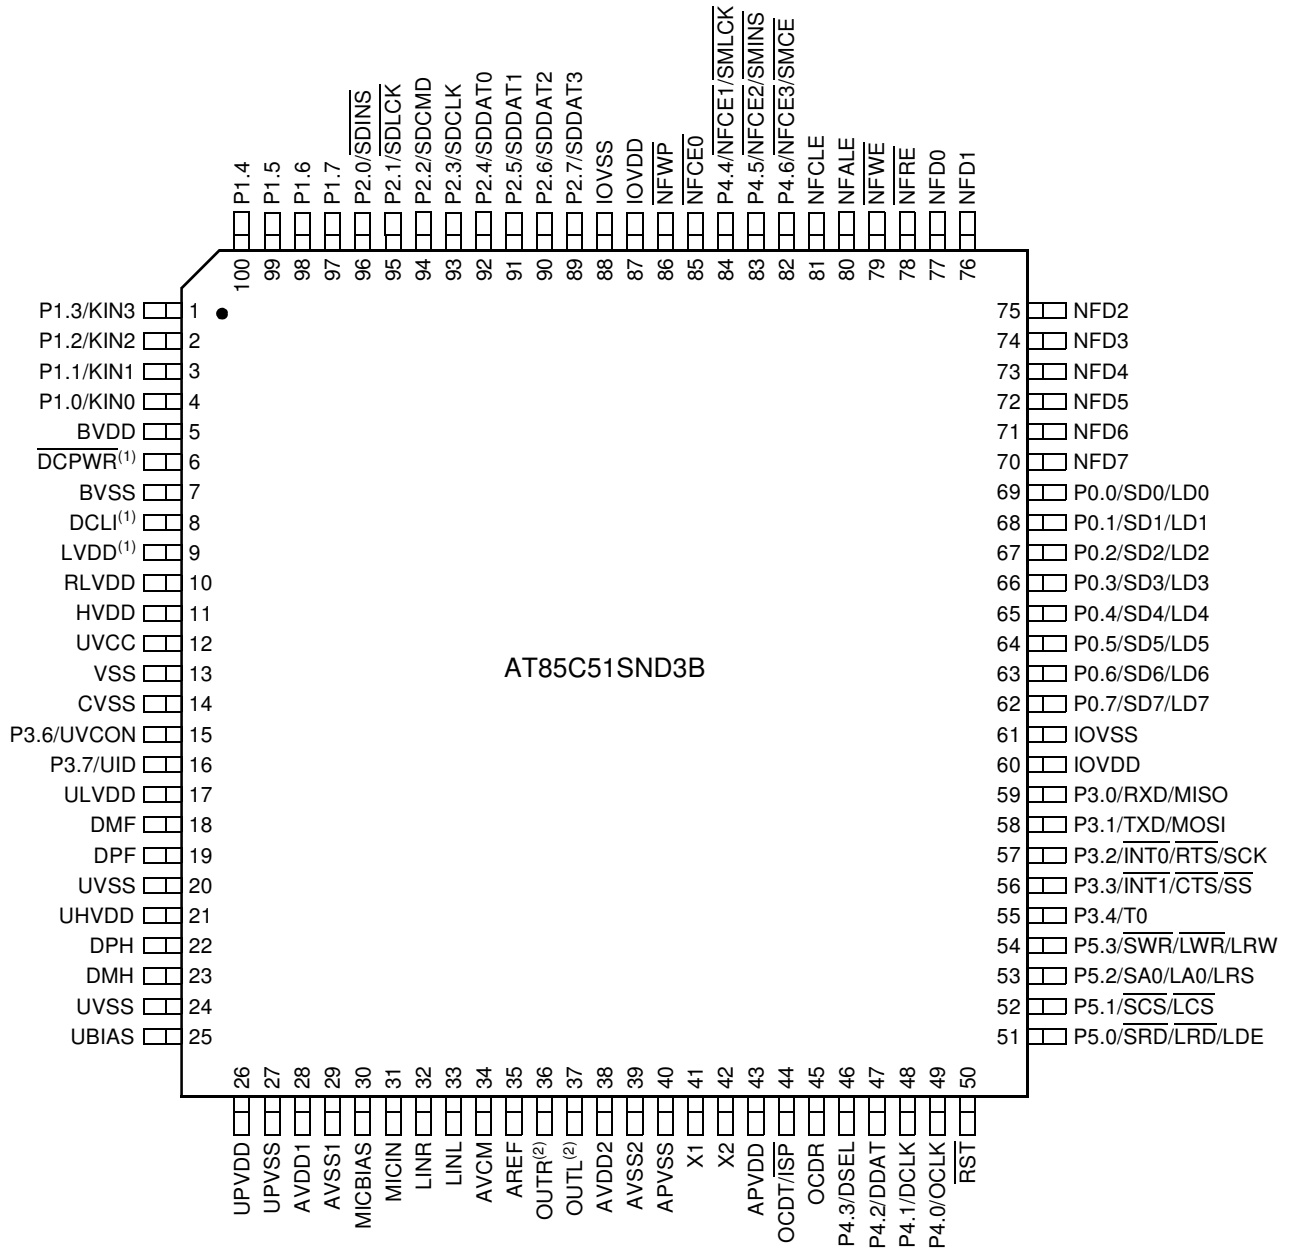 P1.4
P1.5
P1.6
P1.7
P2.0/SDINS
P2.1/SDLCK
P2.2/SDCMD
P2.3/SDCLK
P2.4/SDDAT0
P2.5/SDDAT1
P2.6/SDDAT2
P2.7/SDDAT3
IOVSS
IOVDD
NFWP
NFCE0
P4.4/NFCE1/SMLCK
P4.5/NFCE2/SMINS
P4.6/NFCE3/SMCE
NFCLE
NFALE
NFWE
NFRE
NFD0
NFD1
100
99
98
97
96
95
94
93
92
91
90
89
88
87
86
85
84
83
82
81
80
79
78
77
76
P1.3/KIN3 1
P1.2/KIN2 2
P1.1/KIN1 3
P1.0/KIN0 4
BVDD 5
DCPWR(1) 6
BVSS 7
DCLI(1) 8
LVDD(1) 9
RLVDD 10
HVDD 11
UVCC 12
VSS 13
CVSS 14
P3.6/UVCON 15
P3.7/UID 16
ULVDD 17
DMF 18
DPF 19
UVSS 20
UHVDD 21
DPH 22
DMH 23
UVSS 24
UBIAS 25
AT85C51SND3B
75 NFD2
74 NFD3
73 NFD4
72 NFD5
71 NFD6
70 NFD7
69 P0.0/SD0/LD0
68 P0.1/SD1/LD1
67 P0.2/SD2/LD2
66 P0.3/SD3/LD3
65 P0.4/SD4/LD4
64 P0.5/SD5/LD5
63 P0.6/SD6/LD6
62 P0.7/SD7/LD7
61 IOVSS
60 IOVDD
59 P3.0/RXD/MISO
58 P3.1/TXD/MOSI
57 P3.2/INT0/RTS/SCK
56 P3.3/INT1/CTS/SS
55 P3.4/T0
54 P5.3/SWR/LWR/LRW
53 P5.2/SA0/LA0/LRS
52 P5.1/SCS/LCS
51 P5.0/SRD/LRD/LDE
26
27
28
29
30
31
32
33
34
35
36
37
38
39
40
41
42
43
44
45
46
47
48
49
50
UPVDD
UPVSS
AVDD1
AVSS1
MICBIAS
MICIN
LINR
LINL
AVCM
AREF
OUTR(2)
OUTL(2)
AVDD2
AVSS2
APVSS
X1
X2
APVDD
OCDT/ISP
OCDR
P4.3/DSEL
P4.2/DDAT
P4.1/DCLK
P4.0/OCLK
RST